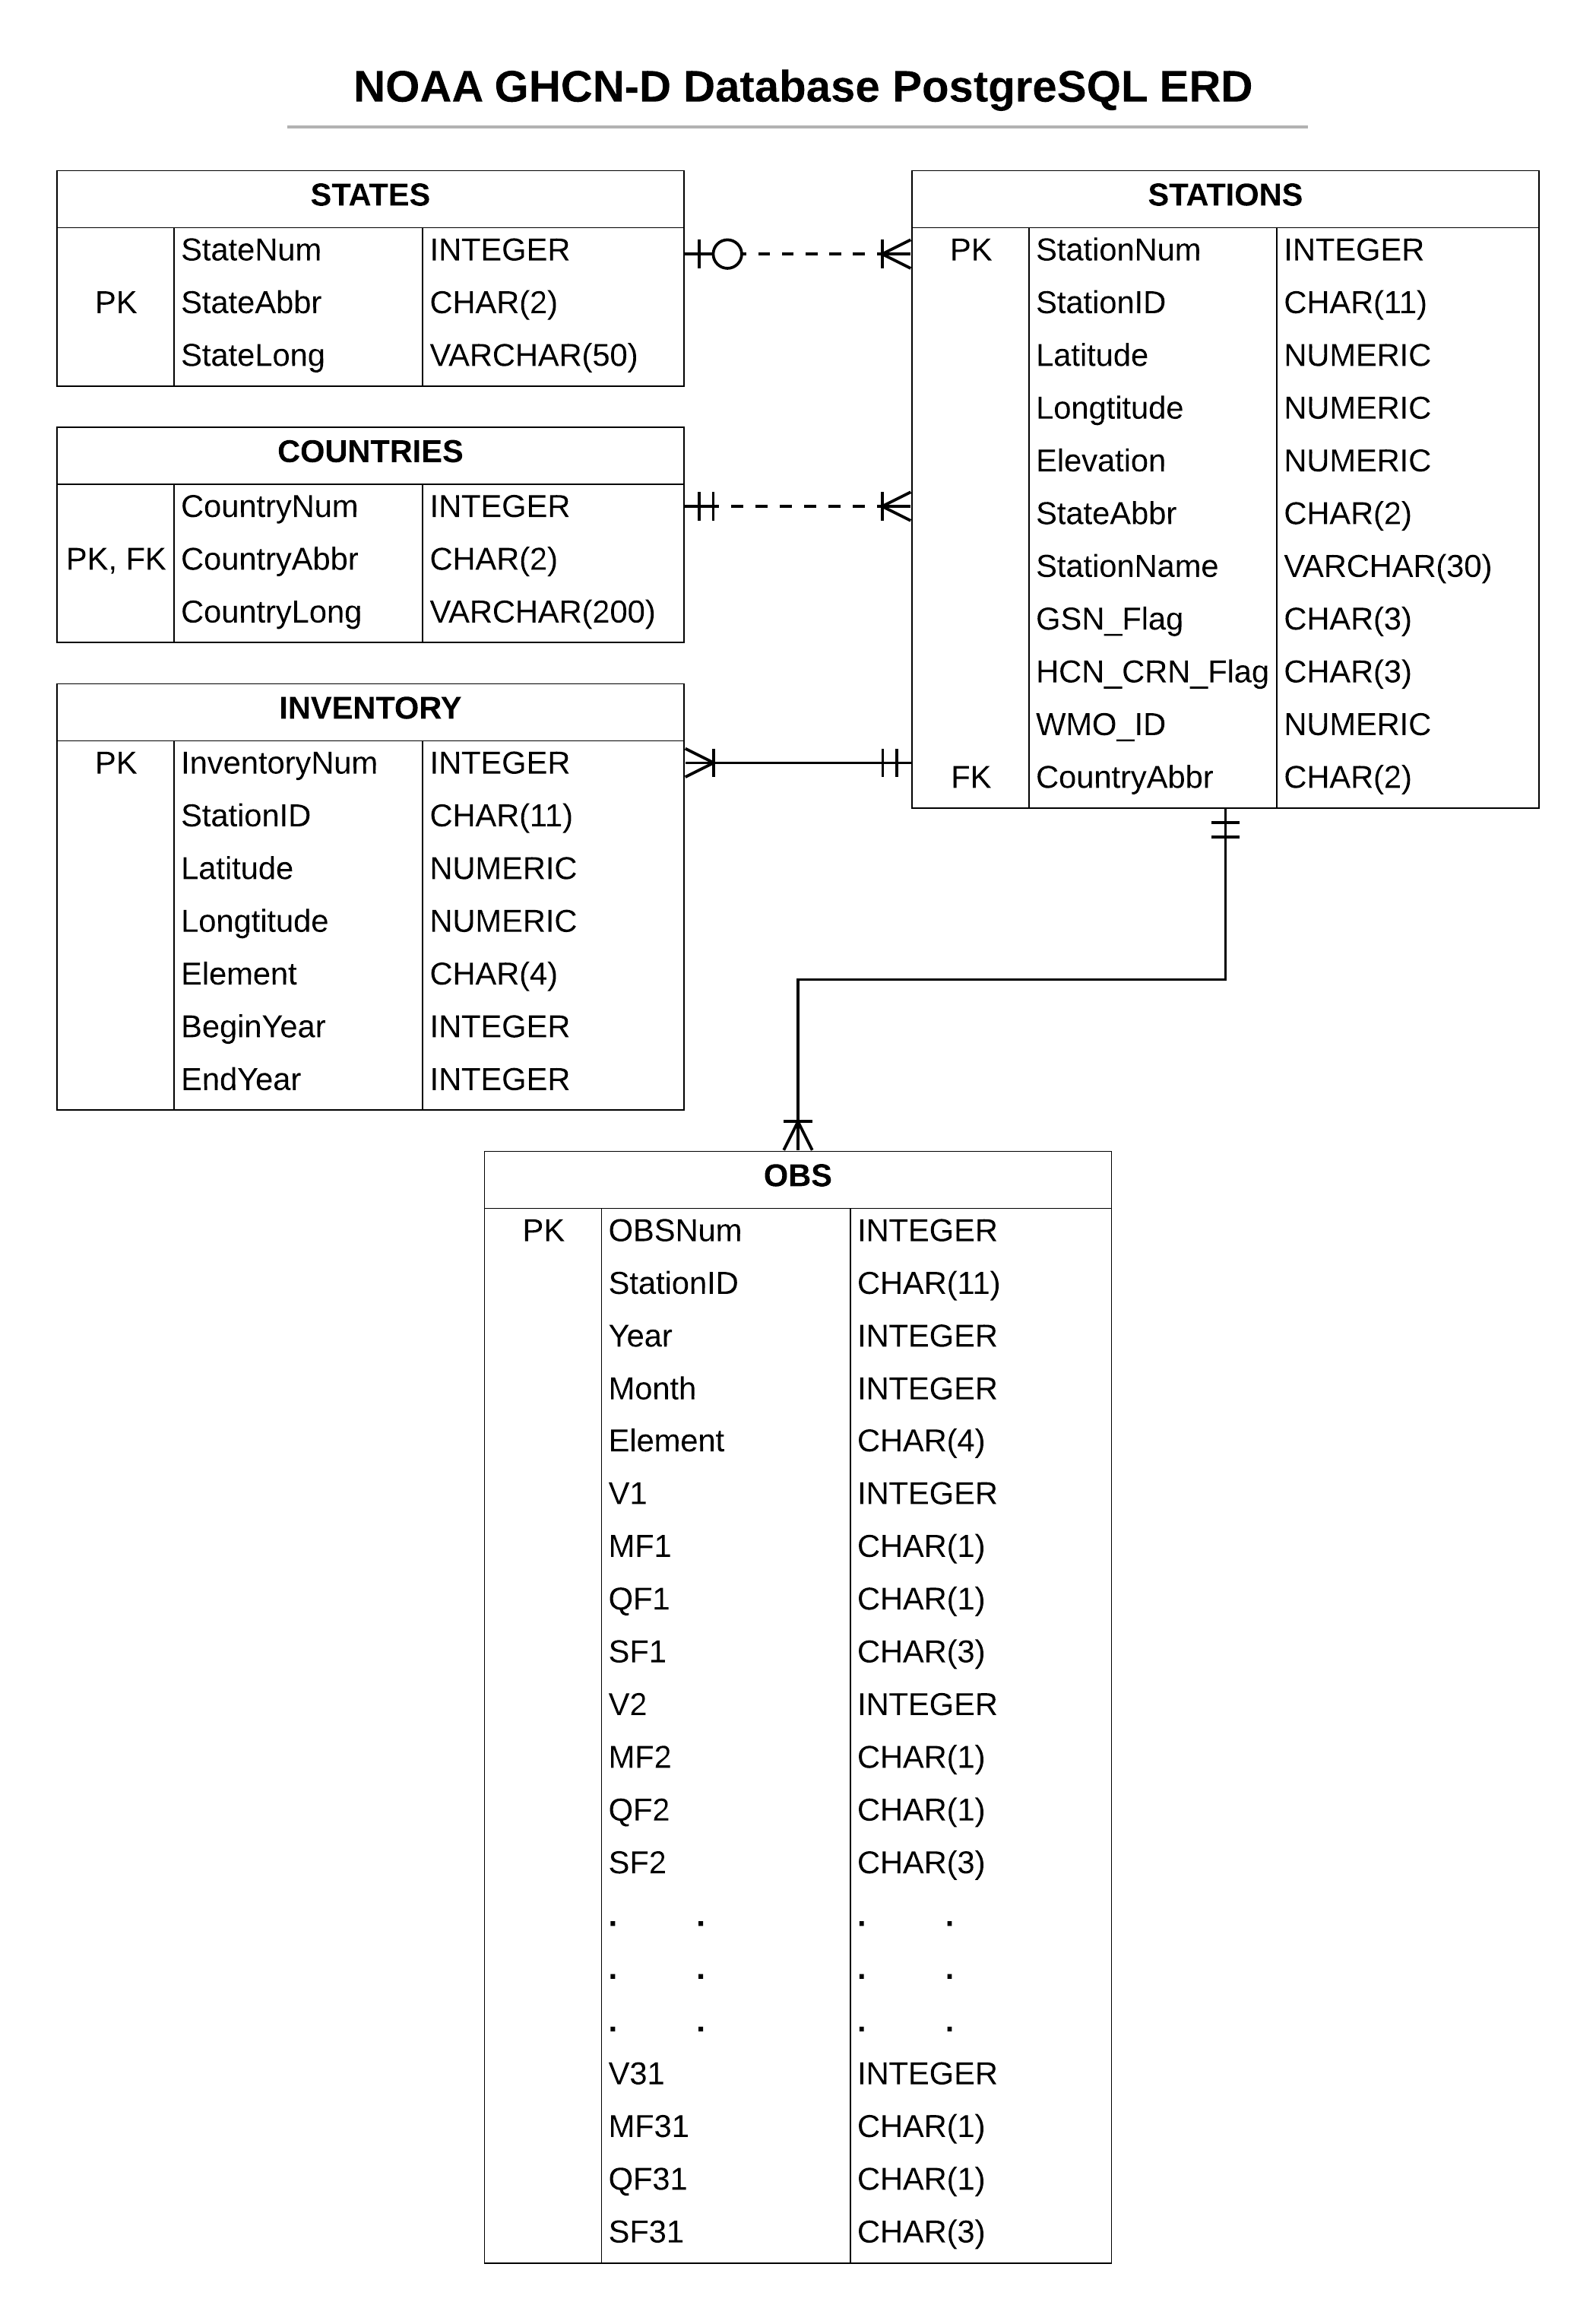 NOAA GHCN-D Database PostgreSQL ERD
STATES
StateNum INTEGER
PK StateAbbr CHAR(2)
StateLong VARCHAR(50)
COUNTRIES
CountryNum INTEGER
PK, FK CountryAbbr CHAR(2)
CountryLong VARCHAR(200)
INVENTORY
PK InventoryNum INTEGER
StationID CHAR(11)
Latitude NUMERIC
Longtitude NUMERIC
Element CHAR(4)
BeginYear INTEGER
EndYear INTEGER
STATIONS
PK StationNum INTEGER
StationID CHAR(11)
Latitude NUMERIC
Longtitude NUMERIC
Elevation NUMERIC
StateAbbr CHAR(2)
StationName VARCHAR(30)
GSN_Flag CHAR(3)
HCN_CRN_Flag CHAR(3)
WMO_ID NUMERIC
FK CountryAbbr CHAR(2)
OBS
PK OBSNum INTEGER
StationID CHAR(11)
Year INTEGER
Month INTEGER
Element CHAR(4)
V1 INTEGER
MF1 CHAR(1)
QF1 CHAR(1)
SF1 CHAR(3)
V2 INTEGER
MF2 CHAR(1)
QF2 CHAR(1)
SF2 CHAR(3)
. . . .
. . . .
. . . .
V31 INTEGER
MF31 CHAR(1)
QF31 CHAR(1)
SF31 CHAR(3)